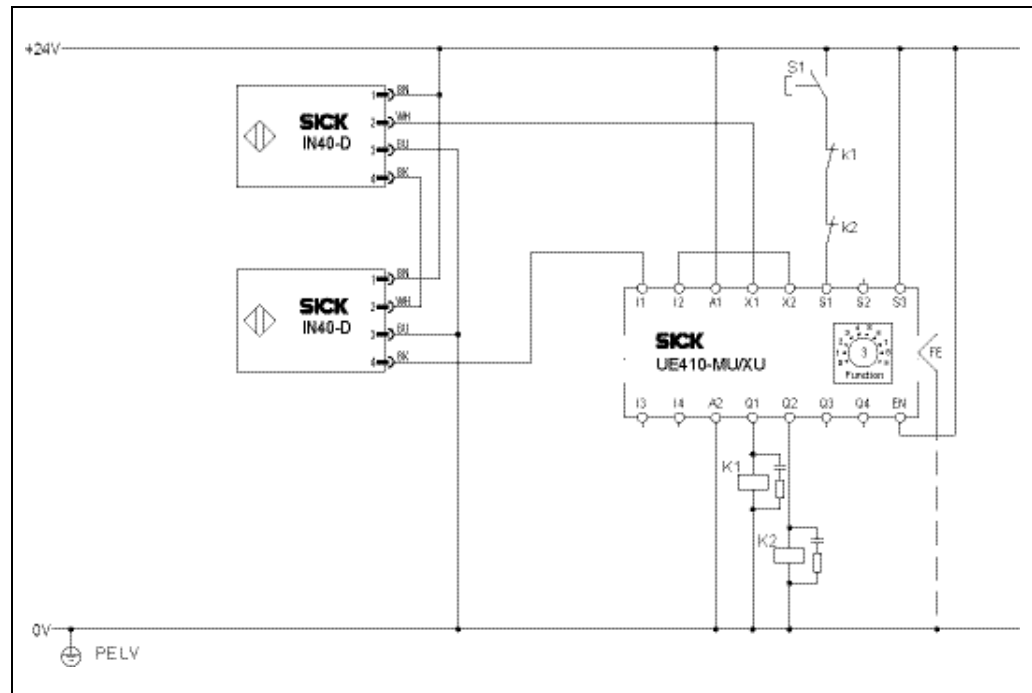 +24V
S1
1 BN
SICK
2 WH
IN40-D
3 BU
4 BK
k1
k2
1 BN
SICK
2 WH
IN40-D
3 BU
4 BK
I1 I2 A1 X1 X2 S1 S2 S3
SICK
UE410-MU/XU
3
Function
FE
I3 I4 A2 Q1 Q2 Q3 Q4 EN
K1
K2
0V
PELV